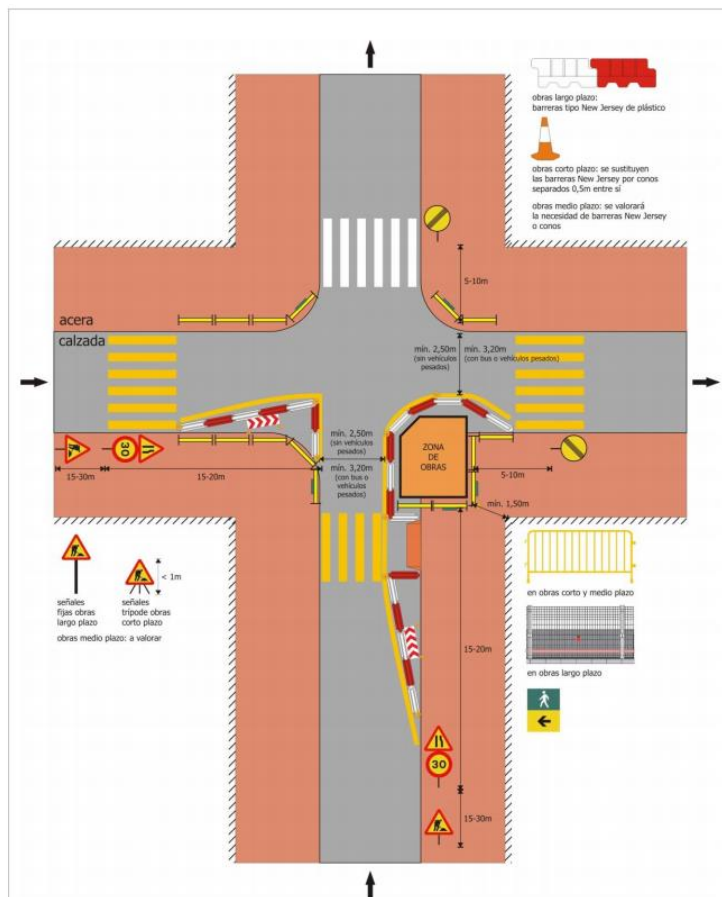 obras largo plazo:
barreras tipo New Jersey de plástico
obras corto plazo: se sustituyen
las barreras New Jersey por conos
separados 0,5m entre sí
obras medio plazo: se valorará
la necesidad de barreras New Jersey
o conos
5-10m
acera
calzada
mín. 2,50m
(sin vehículos
pesados)
mín. 3,20m
(con bus o vehículos pesados)
mín. 2,50m
(sin vehículos
pesados)
mín. 3,20m
(con bus o
vehículos
pesados)
ZONA
DE
OBRAS
30
15-30m
15-20m
5-10m
mín. 1,50m
< 1m
señales
fijas obras
largo plazo
señales
trípode obras
corto plazo
obras medio plazo: a valorar
en obras corto y medio plazo
en obras largo plazo
15-20m
30
15-30m